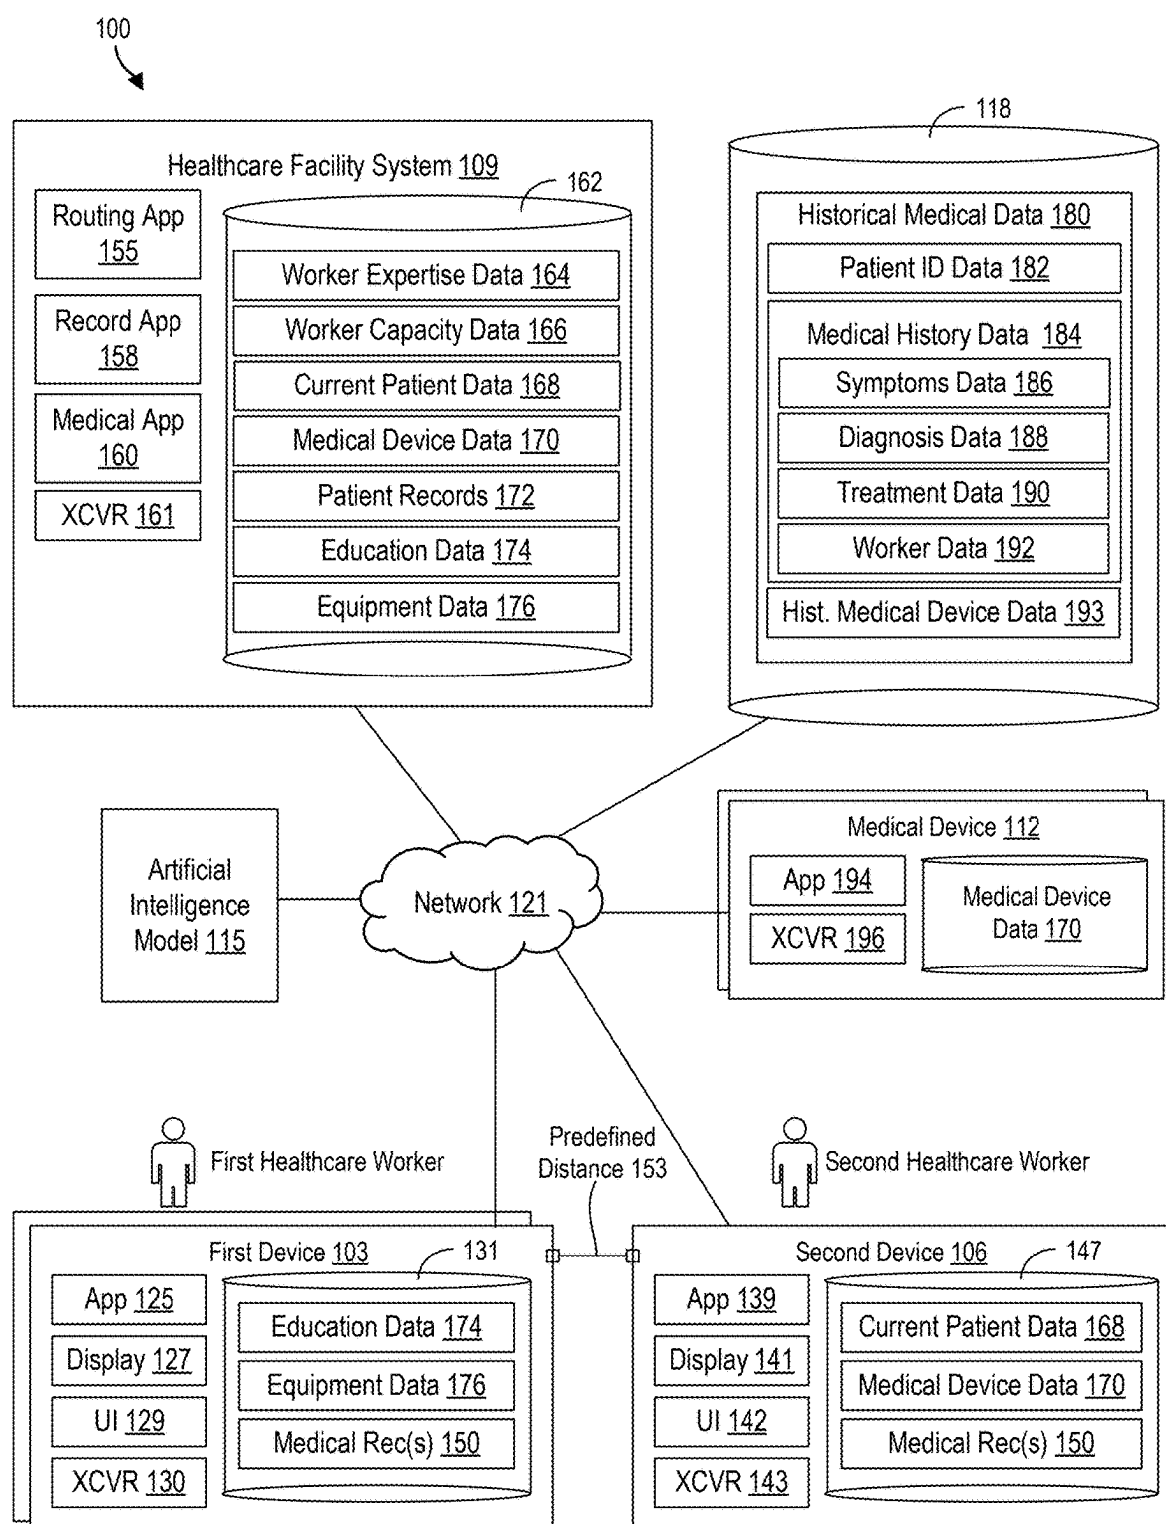 100
Healthcare Facility System 109
162
Routing App
155
Record App
158
Medical App
160
XCVR 161
Worker Expertise Data 164
Worker Capacity Data 166
Current Patient Data 168
Medical Device Data 170
Patient Records 172
Education Data 174
Equipment Data 176
118
Historical Medical Data 180
Patient ID Data 182
Medical History Data 184
Symptoms Data 186
Diagnosis Data 188
Treatment Data 190
Worker Data 192
Hist. Medical Device Data 193
Artificial
Intelligence
Model 115
Network 121
Medical Device 112
App 194
XCVR 196
Medical Device
Data 170
First Healthcare Worker
Predefined
Distance 153
Second Healthcare Worker
First Device 103
131
App 125
Display 127
UI 129
XCVR 130
Education Data 174
Equipment Data 176
Medical Rec(s) 150
Second Device 106
147
App 139
Display 141
UI 142
XCVR 143
Current Patient Data 168
Medical Device Data 170
Medical Rec(s) 150